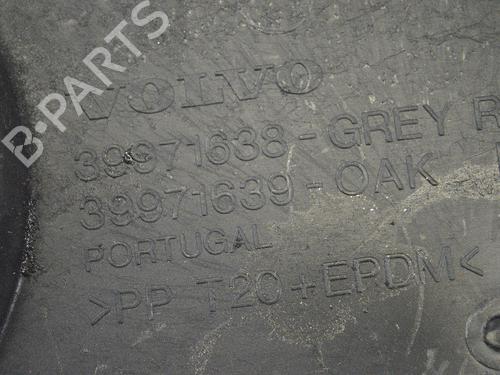 B-PARTS
VOLVO
39971638-GREY R
39971639-OAK
PORTUGAL
>PP T20+EPDM<